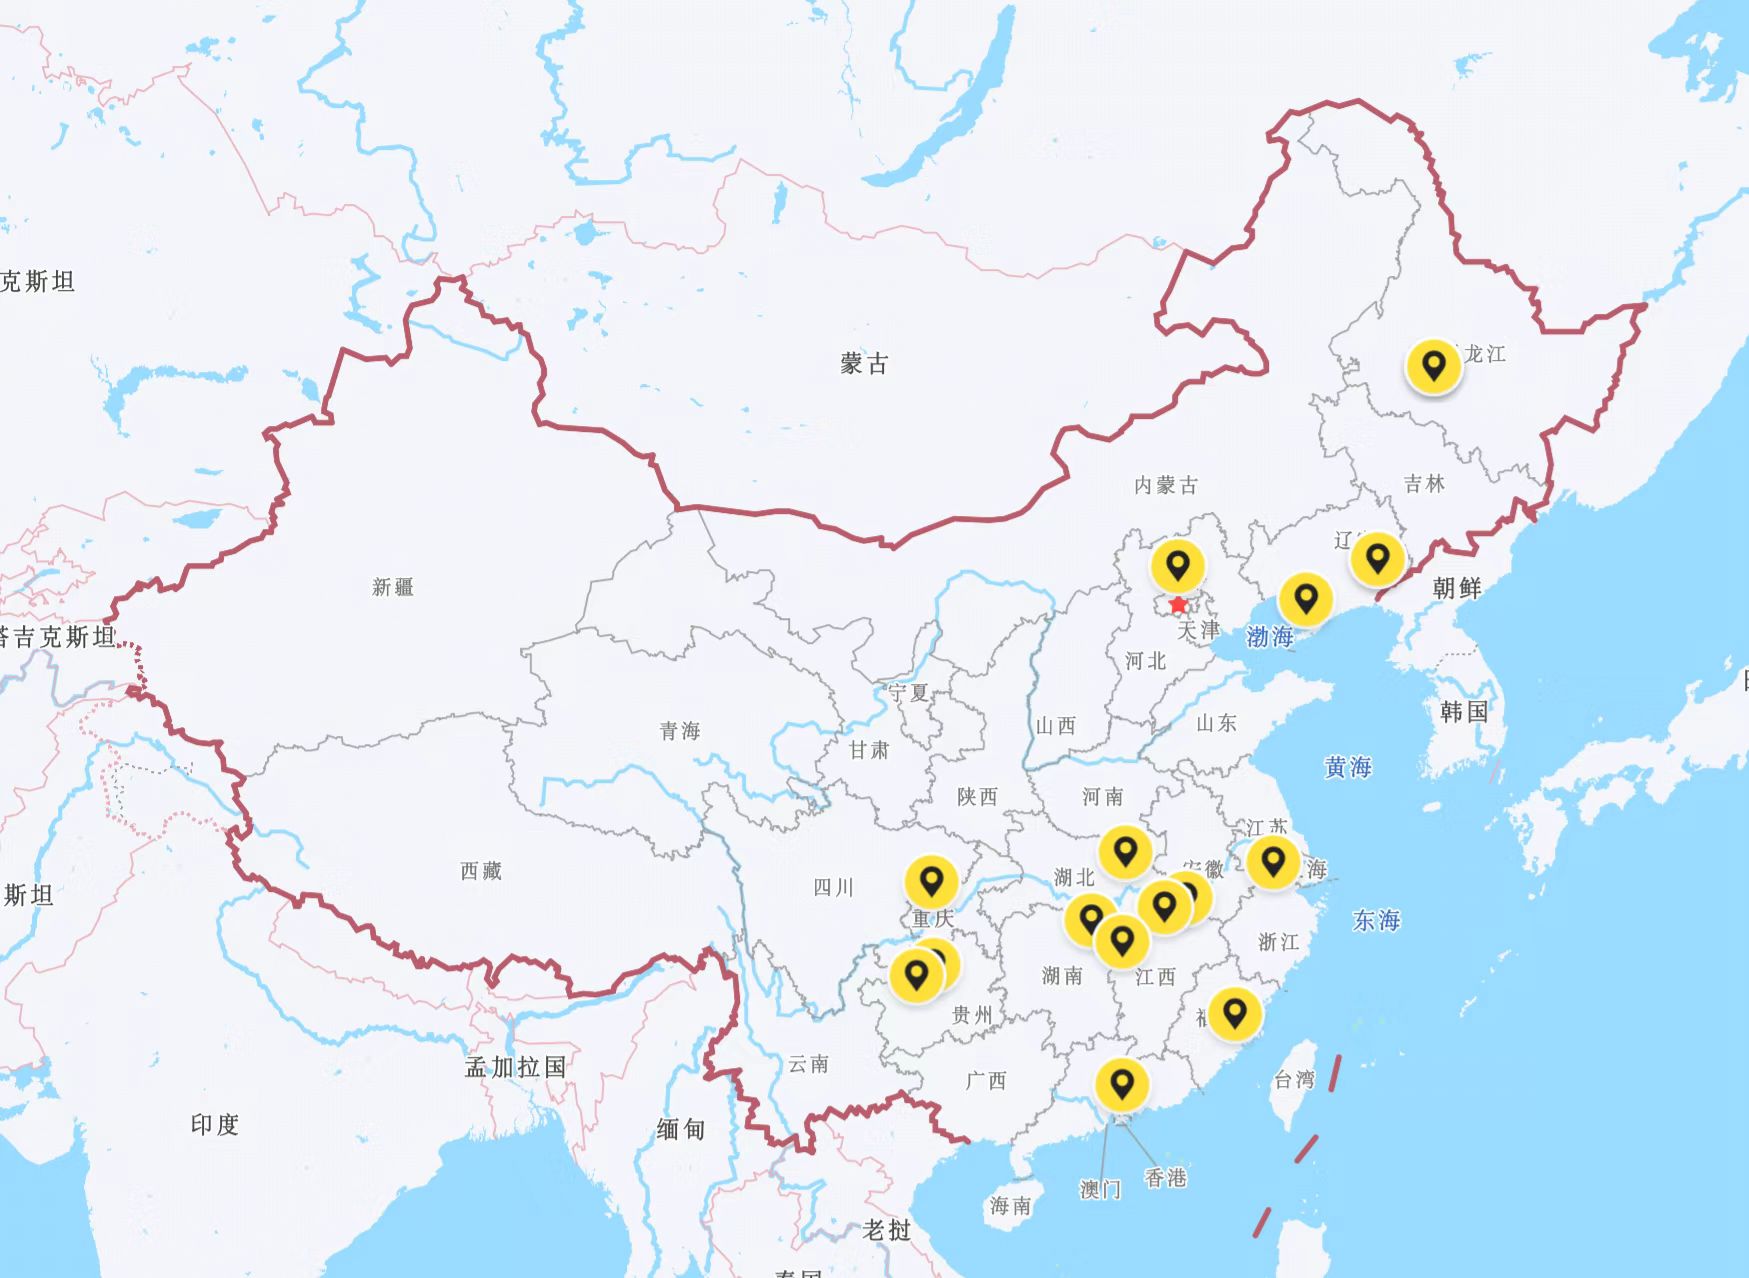 克斯坦
蒙古
龙江
内蒙古
吉林
新疆
朝鲜
塔吉克斯坦
天津
渤海
河北
宁夏
韩国
青海
山西
山东
甘肃
黄海
陕西
河南
江苏
安徽
海
西藏
四川
湖北
斯坦
重庆
东海
浙江
湖南
江西
贵州
孟加拉国
云南
广西
台湾
印度
缅甸
香港
澳门
海南
老挝
泰国